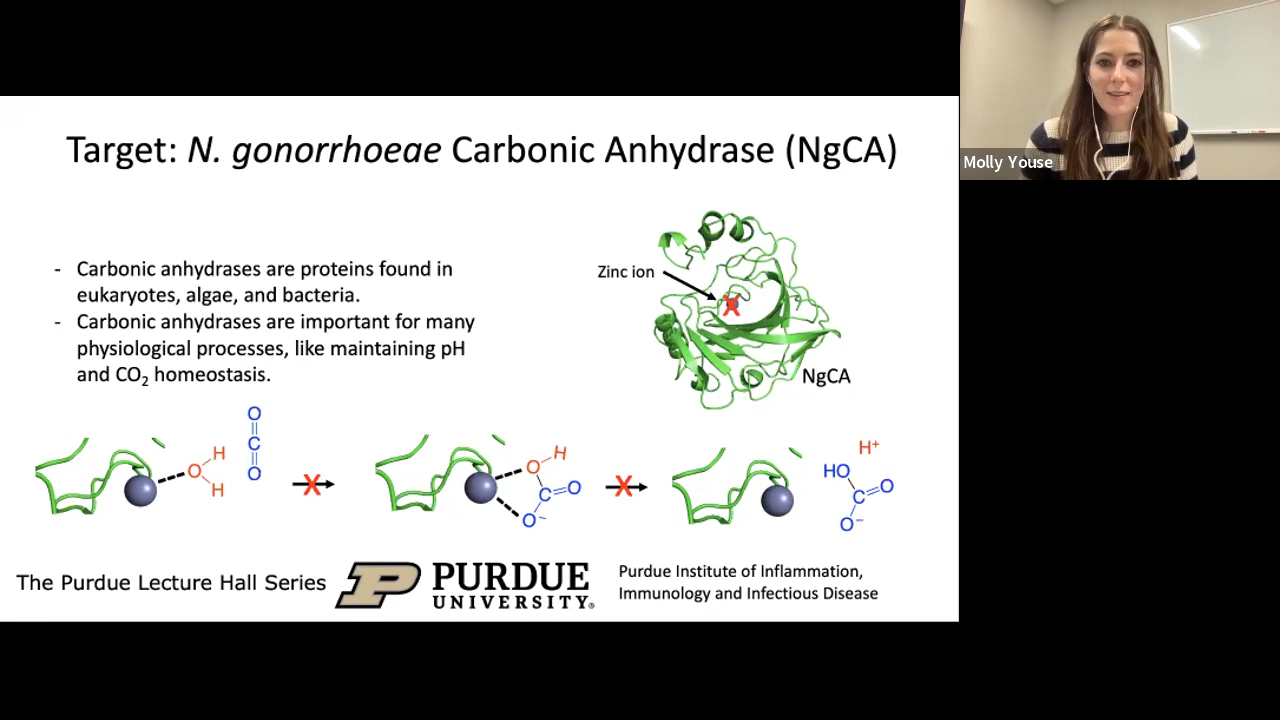 Target: N. gonorrhoeae Carbonic Anhydrase (NgCA)
Molly Youse
- Carbonic anhydrases are proteins found in
eukaryotes, algae, and bacteria.
- Carbonic anhydrases are important for many
physiological processes, like maintaining pH
and CO₂ homeostasis.
Zinc ion
X
NgCA
O
C
O
H
O
H
X
H
O
C
O
O⁻
X
H⁺
HO
C
O
O⁻
The Purdue Lecture Hall Series
P
PURDUE
UNIVERSITY®
Purdue Institute of Inflammation,
Immunology and Infectious Disease